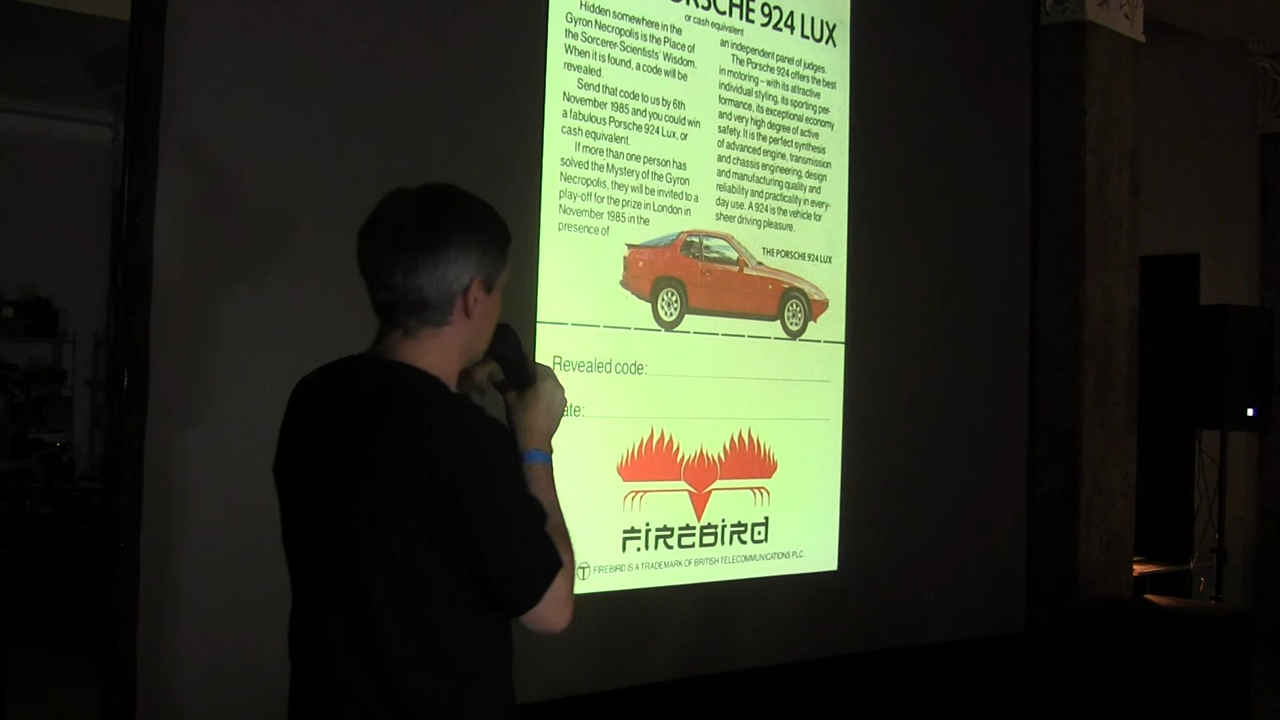 PORSCHE 924 LUX
or cash equivalent
Hidden somewhere in the
Gyron Necropolis is the Place of
the Sorcerer-Scientists' Wisdom.
When it is found, a code will be
revealed.
Send that code to us by 6th
November 1985 and you could win
a fabulous Porsche 924 Lux, or
cash equivalent.
If more than one person has
solved the Mystery of the Gyron
Necropolis, they will be invited to a
play-off for the prize in London in
November 1985 in the
presence of
an independent panel of judges.
The Porsche 924 offers the best
in motoring – with its attractive
individual styling, its sporting per-
formance, its exceptional economy
and very high degree of active
safety. It is the perfect synthesis
of advanced engine, transmission
and chassis engineering, design
and manufacturing quality and
reliability and practicality in every-
day use. A 924 is the vehicle for
sheer driving pleasure.
THE PORSCHE 924 LUX
Revealed code:
ate:
FIREBIRD
FIREBIRD IS A TRADEMARK OF BRITISH TELECOMMUNICATIONS PLC.